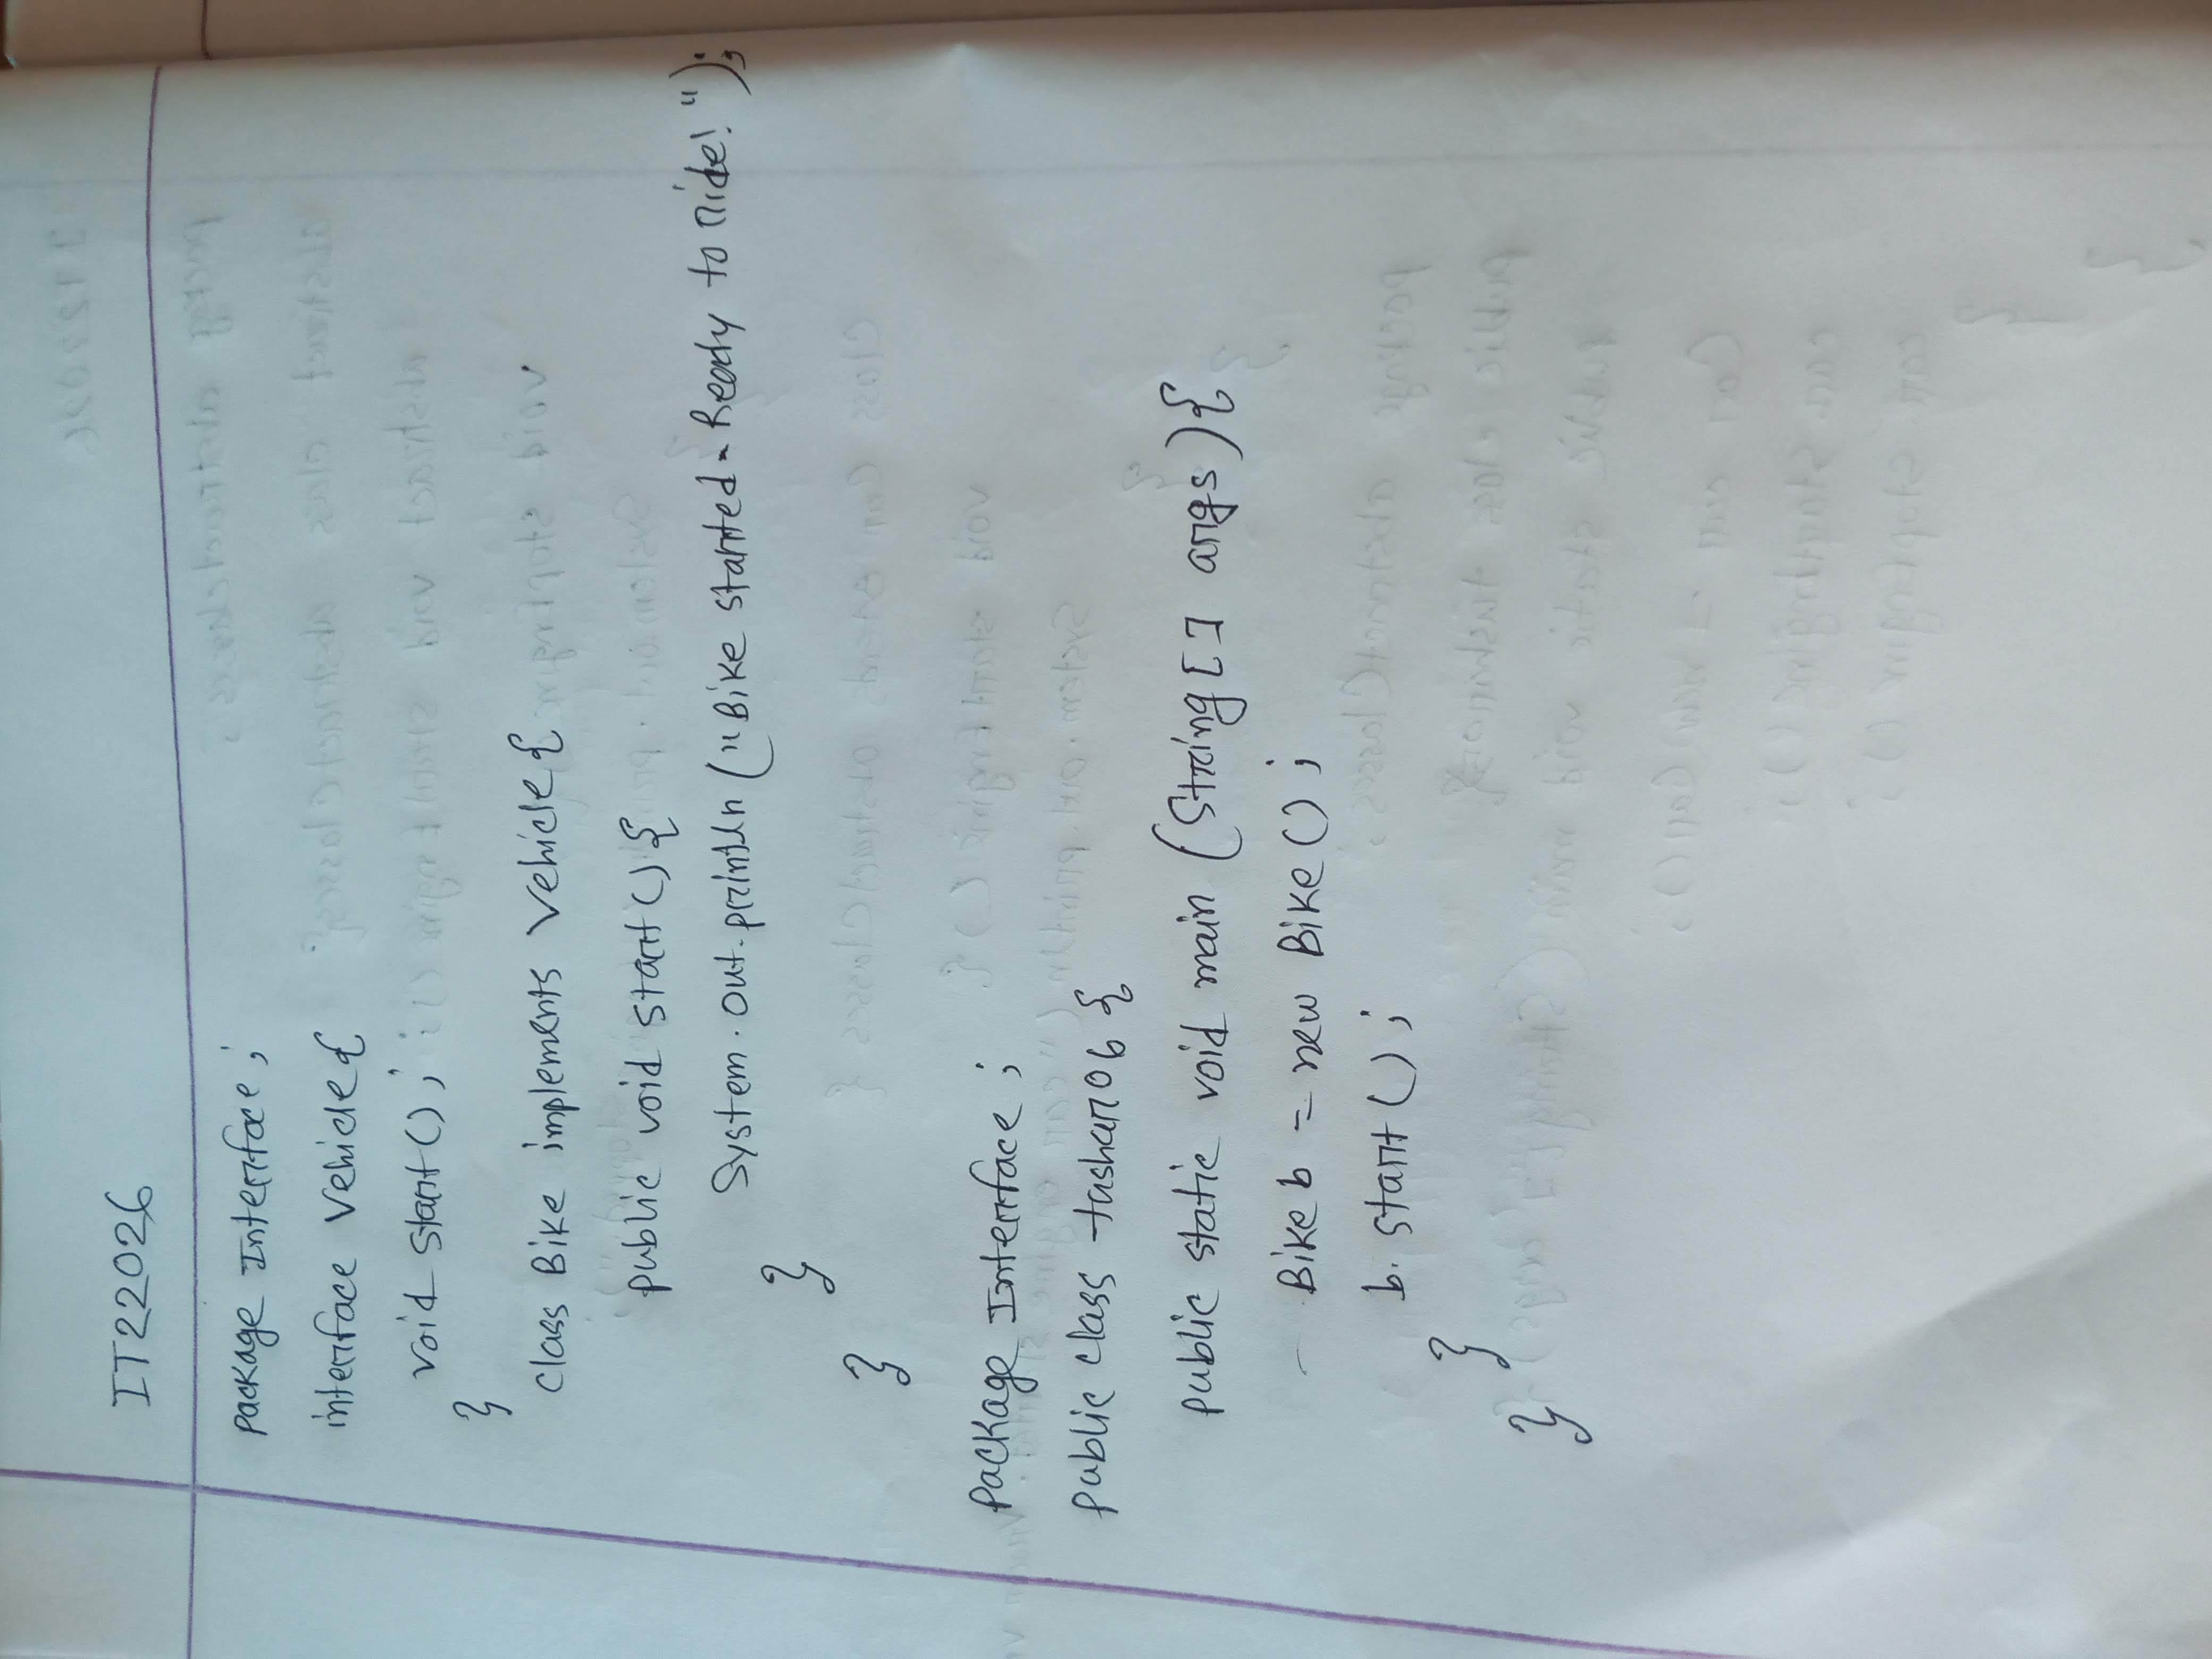 IT22026
package Interface;
interface Vehicle{
void start();
}
class Bike implements Vehicle{
public void start(){
System.out.println("Bike started. Ready to ride!");
}
}
package Interface;
public class tushar06{
public static void main (String[] args){
Bike b = new Bike();
b. start();
}
}